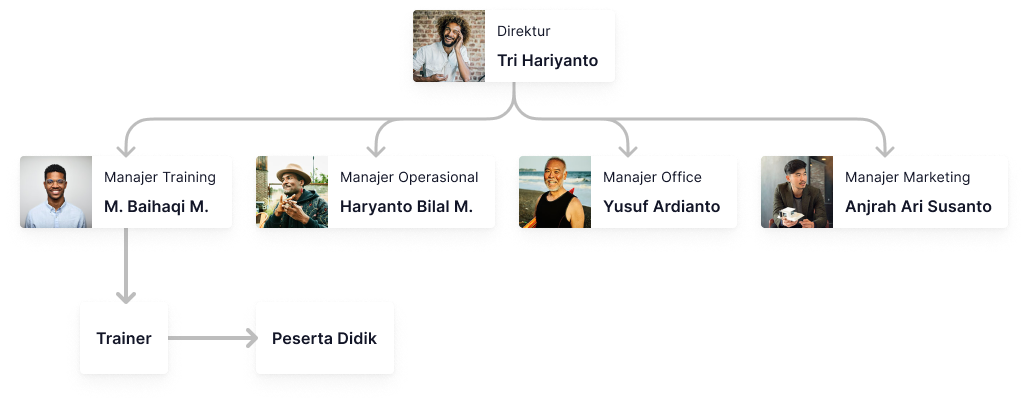 Direktur
Tri Hariyanto
Manajer Training
M. Baihaqi M.
Manajer Operasional
Haryanto Bilal M.
Manajer Office
Yusuf Ardianto
Manajer Marketing
Anjrah Ari Susanto
Trainer
Peserta Didik